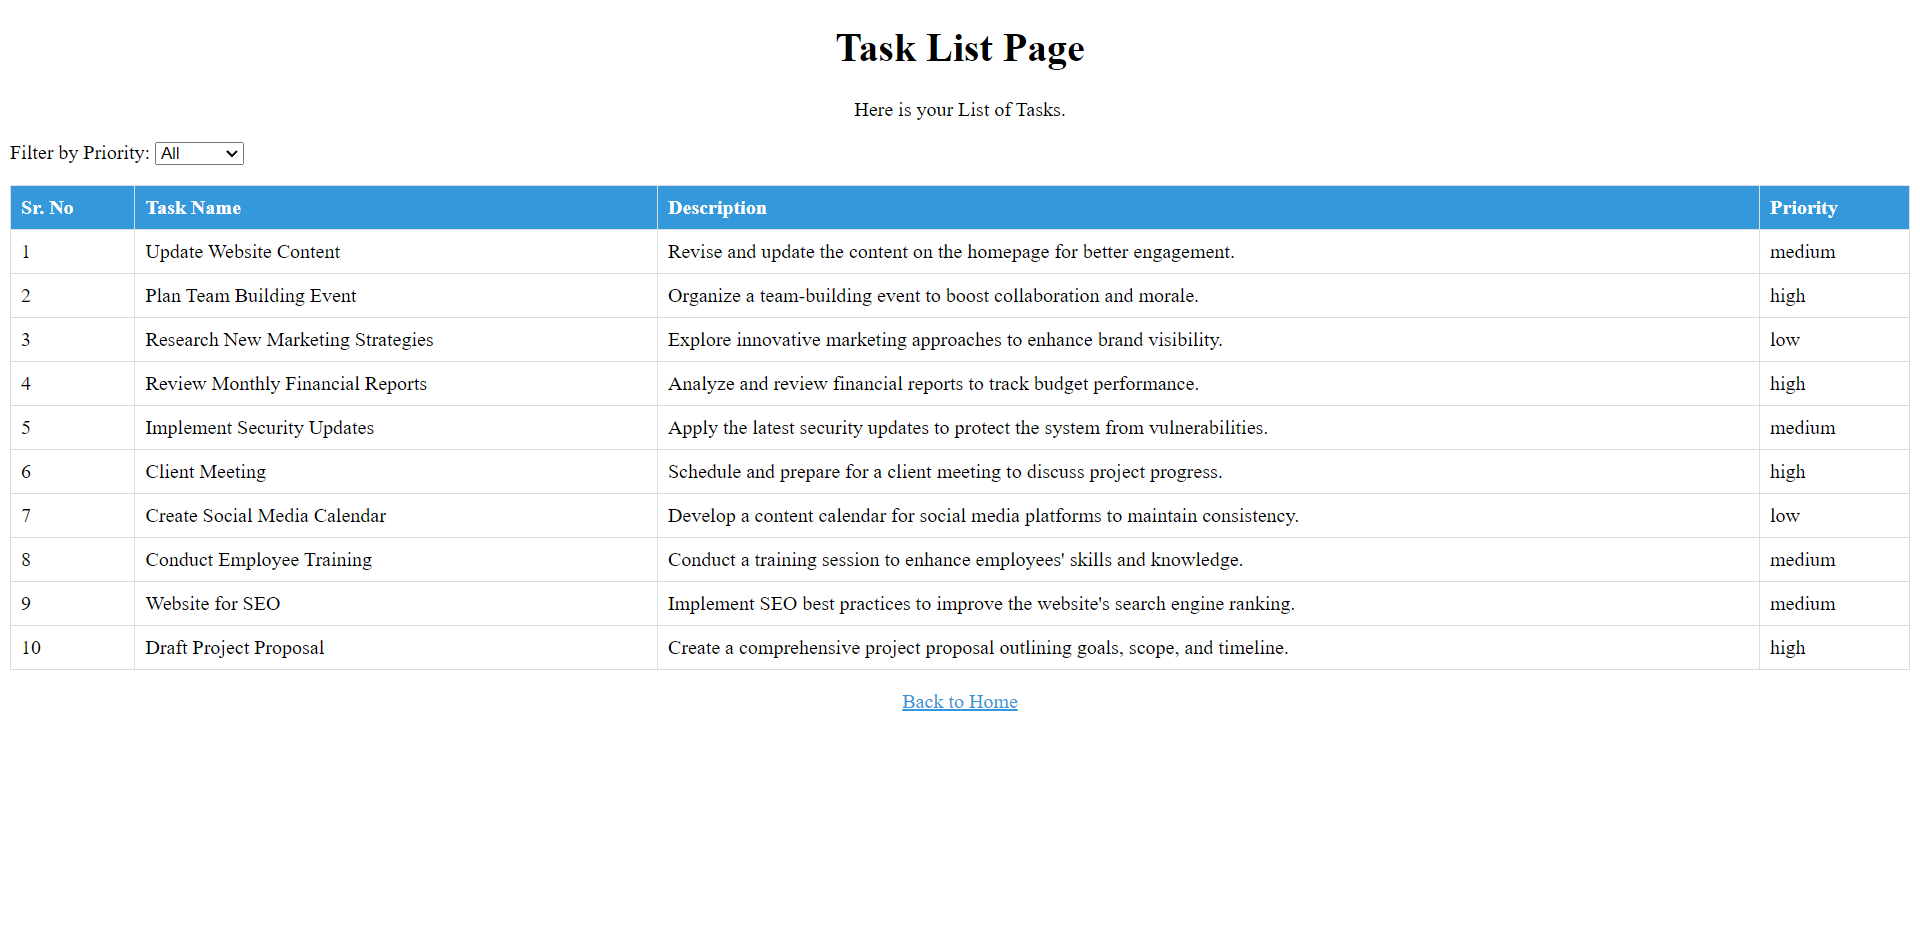 Task List Page
Here is your List of Tasks.
Filter by Priority: All
Sr. No Task Name Description Priority
1 Update Website Content Revise and update the content on the homepage for better engagement. medium
2 Plan Team Building Event Organize a team-building event to boost collaboration and morale. high
3 Research New Marketing Strategies Explore innovative marketing approaches to enhance brand visibility. low
4 Review Monthly Financial Reports Analyze and review financial reports to track budget performance. high
5 Implement Security Updates Apply the latest security updates to protect the system from vulnerabilities. medium
6 Client Meeting Schedule and prepare for a client meeting to discuss project progress. high
7 Create Social Media Calendar Develop a content calendar for social media platforms to maintain consistency. low
8 Conduct Employee Training Conduct a training session to enhance employees' skills and knowledge. medium
9 Website for SEO Implement SEO best practices to improve the website's search engine ranking. medium
10 Draft Project Proposal Create a comprehensive project proposal outlining goals, scope, and timeline. high
Back to Home